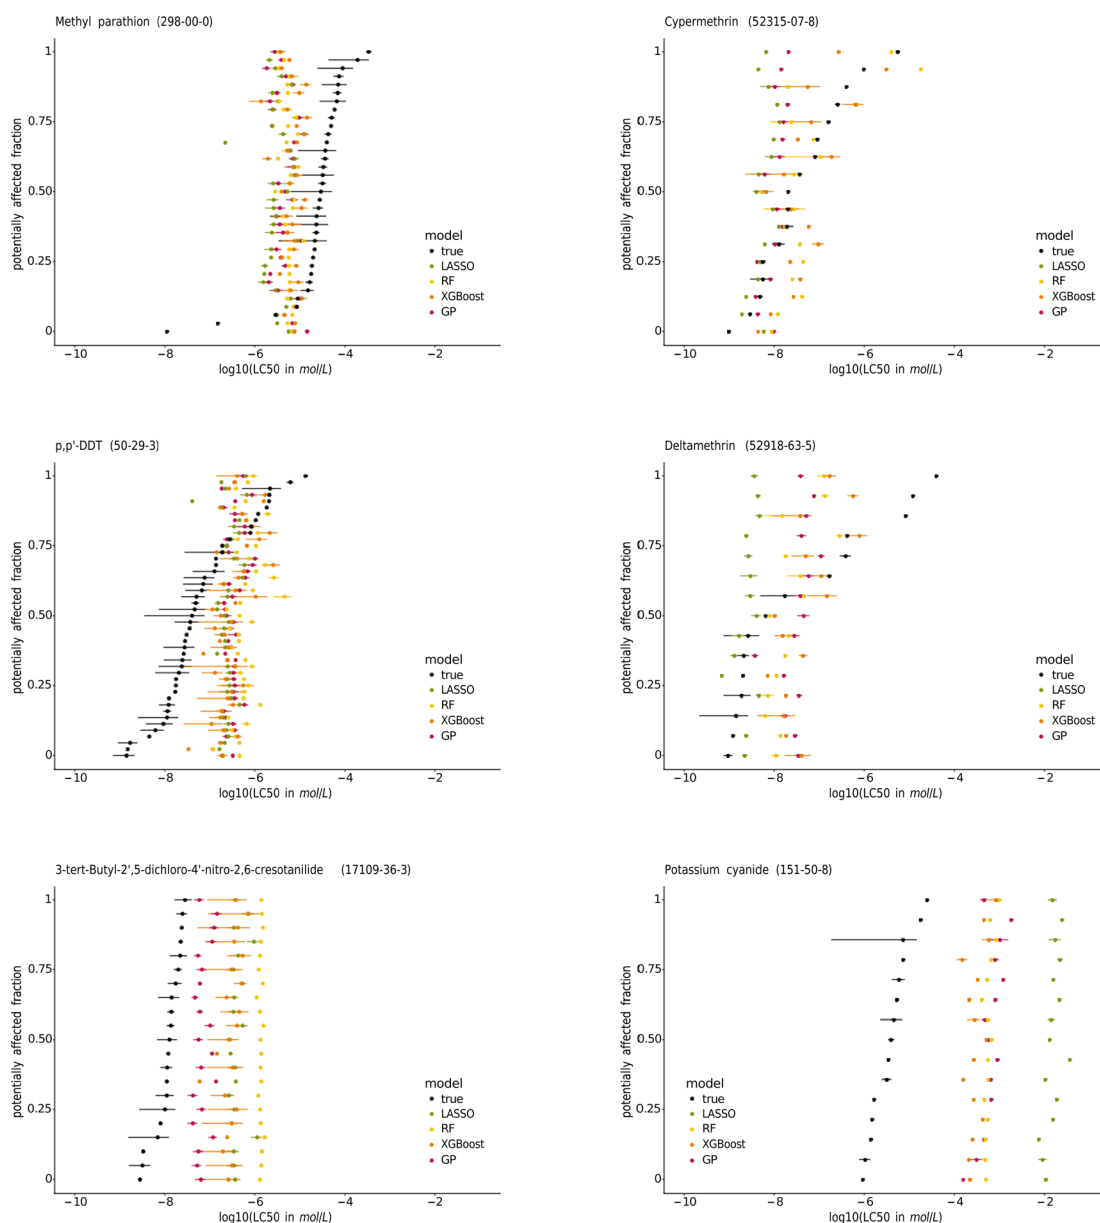 Methyl parathion (298-00-0)
potentially affected fraction
1
0.75
0.50
0.25
0
−10
−8
−6
−4
−2
log10(LC50 in mol/L)
model
true
LASSO
RF
XGBoost
GP
Cypermethrin (52315-07-8)
potentially affected fraction
1
0.75
0.50
0.25
0
−10
−8
−6
−4
−2
log10(LC50 in mol/L)
model
true
LASSO
RF
XGBoost
GP
p,p'-DDT (50-29-3)
potentially affected fraction
1
0.75
0.50
0.25
0
−10
−8
−6
−4
−2
log10(LC50 in mol/L)
model
true
LASSO
RF
XGBoost
GP
Deltamethrin (52918-63-5)
potentially affected fraction
1
0.75
0.50
0.25
0
−10
−8
−6
−4
−2
log10(LC50 in mol/L)
model
true
LASSO
RF
XGBoost
GP
3-tert-Butyl-2',5-dichloro-4'-nitro-2,6-cresotanilide (17109-36-3)
potentially affected fraction
1
0.75
0.50
0.25
0
−10
−8
−6
−4
−2
log10(LC50 in mol/L)
model
true
LASSO
RF
XGBoost
GP
Potassium cyanide (151-50-8)
potentially affected fraction
1
0.75
0.50
0.25
0
−10
−8
−6
−4
−2
log10(LC50 in mol/L)
model
true
LASSO
RF
XGBoost
GP